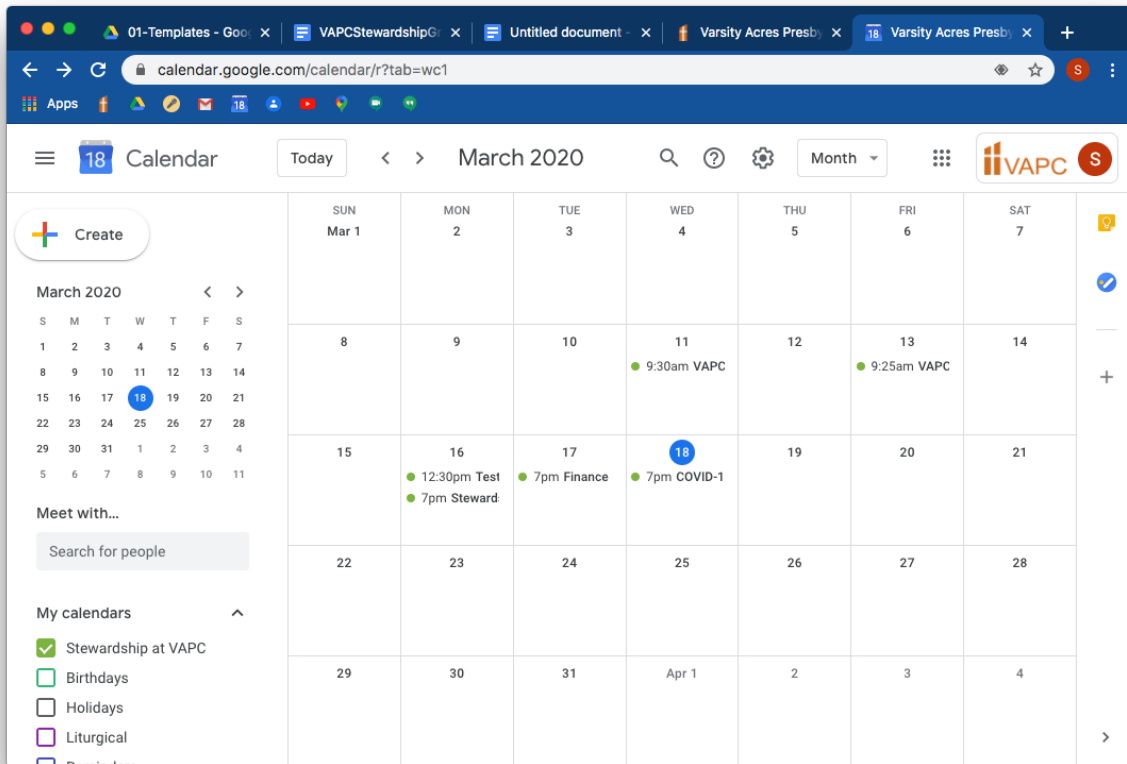 01-Templates - Goo
VAPCStewardshipGr
Untitled document -
Varsity Acres Presby
18 Varsity Acres Presby
calendar.google.com/calendar/r?tab=wc1
S
Apps
18
18 Calendar
Today
March 2020
Month
VAPC
S
Create
March 2020
S M T W T F S
1 2 3 4 5 6 7
8 9 10 11 12 13 14
15 16 17 18 19 20 21
22 23 24 25 26 27 28
29 30 31 1 2 3 4
5 6 7 8 9 10 11
Meet with...
Search for people
My calendars
Stewardship at VAPC
Birthdays
Holidays
Liturgical
SUN MON TUE WED THU FRI SAT
Mar 1 2 3 4 5 6 7
8 9 10 11 12 13 14
9:30am VAPC 9:25am VAPC
15 16 17 18 19 20 21
12:30pm Test 7pm Finance 7pm COVID-1
7pm Steward
22 23 24 25 26 27 28
29 30 31 Apr 1 2 3 4